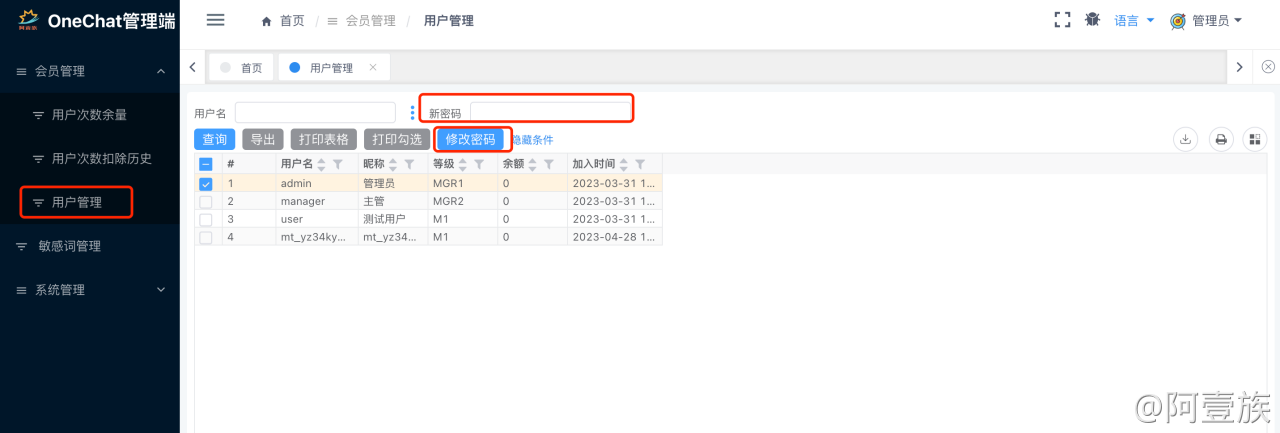 阿壹族
OneChat管理端
首页 / 会员管理 / 用户管理
语言
管理员
会员管理
用户次数余量
用户次数扣除历史
用户管理
敏感词管理
系统管理
首页
用户管理
用户名
新密码
查询
导出
打印表格
打印勾选
修改密码
隐藏条件
# 用户名 昵称 等级 余额 加入时间
1 admin 管理员 MGR1 0 2023-03-31 1...
2 manager 主管 MGR2 0 2023-03-31 1...
3 user 测试用户 M1 0 2023-03-31 1...
4 mt_yz34ky... mt_yz34... M1 0 2023-04-28 1...
@阿壹族